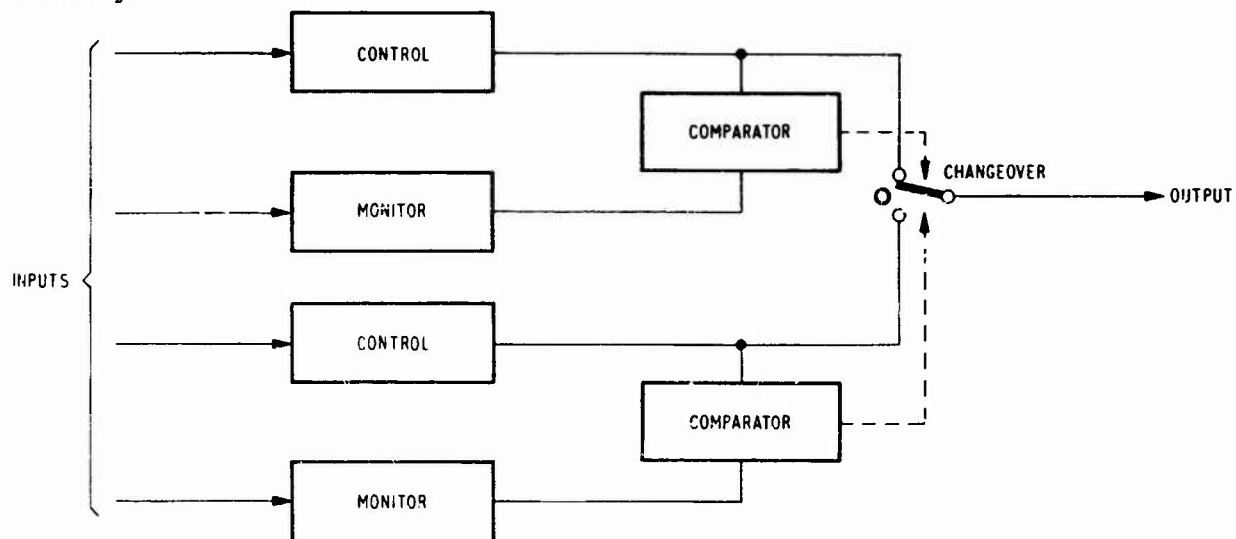 CONTROL
COMPARATOR
CHANGEOVER
MONITOR
OUTPUT
INPUTS
CONTROL
COMPARATOR
MONITOR